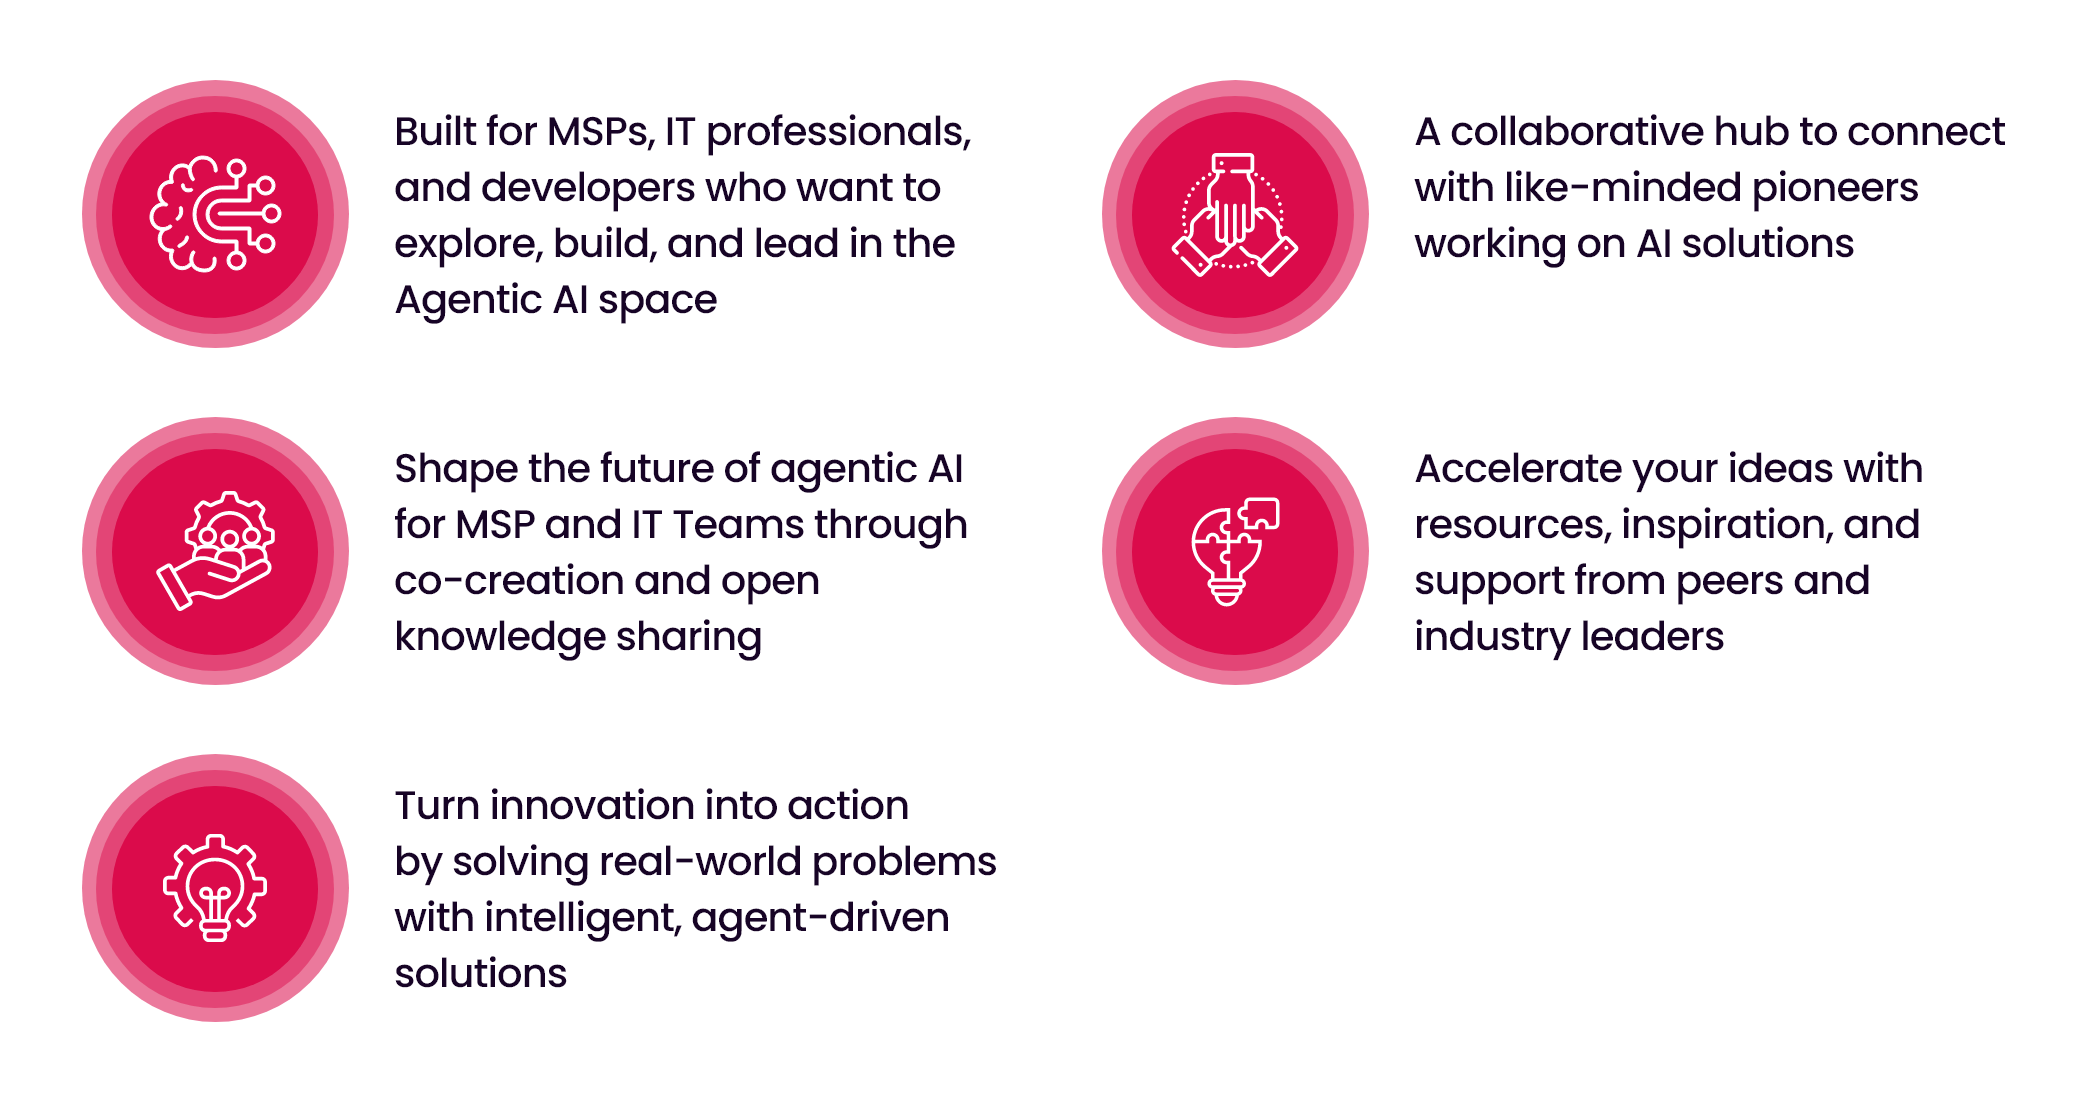 Built for MSPs, IT professionals,
and developers who want to
explore, build, and lead in the
Agentic AI space
A collaborative hub to connect
with like-minded pioneers
working on AI solutions
Shape the future of agentic AI
for MSP and IT Teams through
co-creation and open
knowledge sharing
Accelerate your ideas with
resources, inspiration, and
support from peers and
industry leaders
Turn innovation into action
by solving real-world problems
with intelligent, agent-driven
solutions